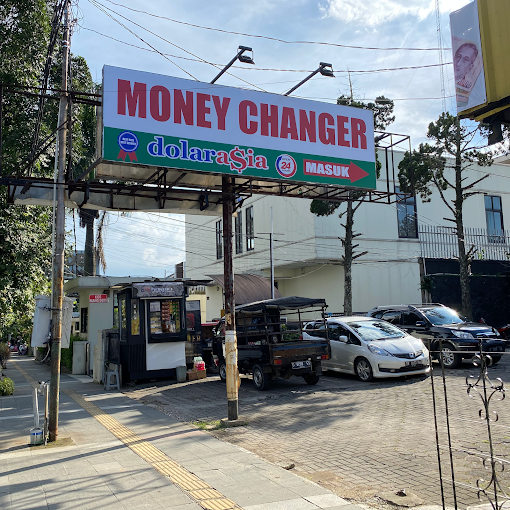 MONEY CHANGER
dolarasia
24
MASUK